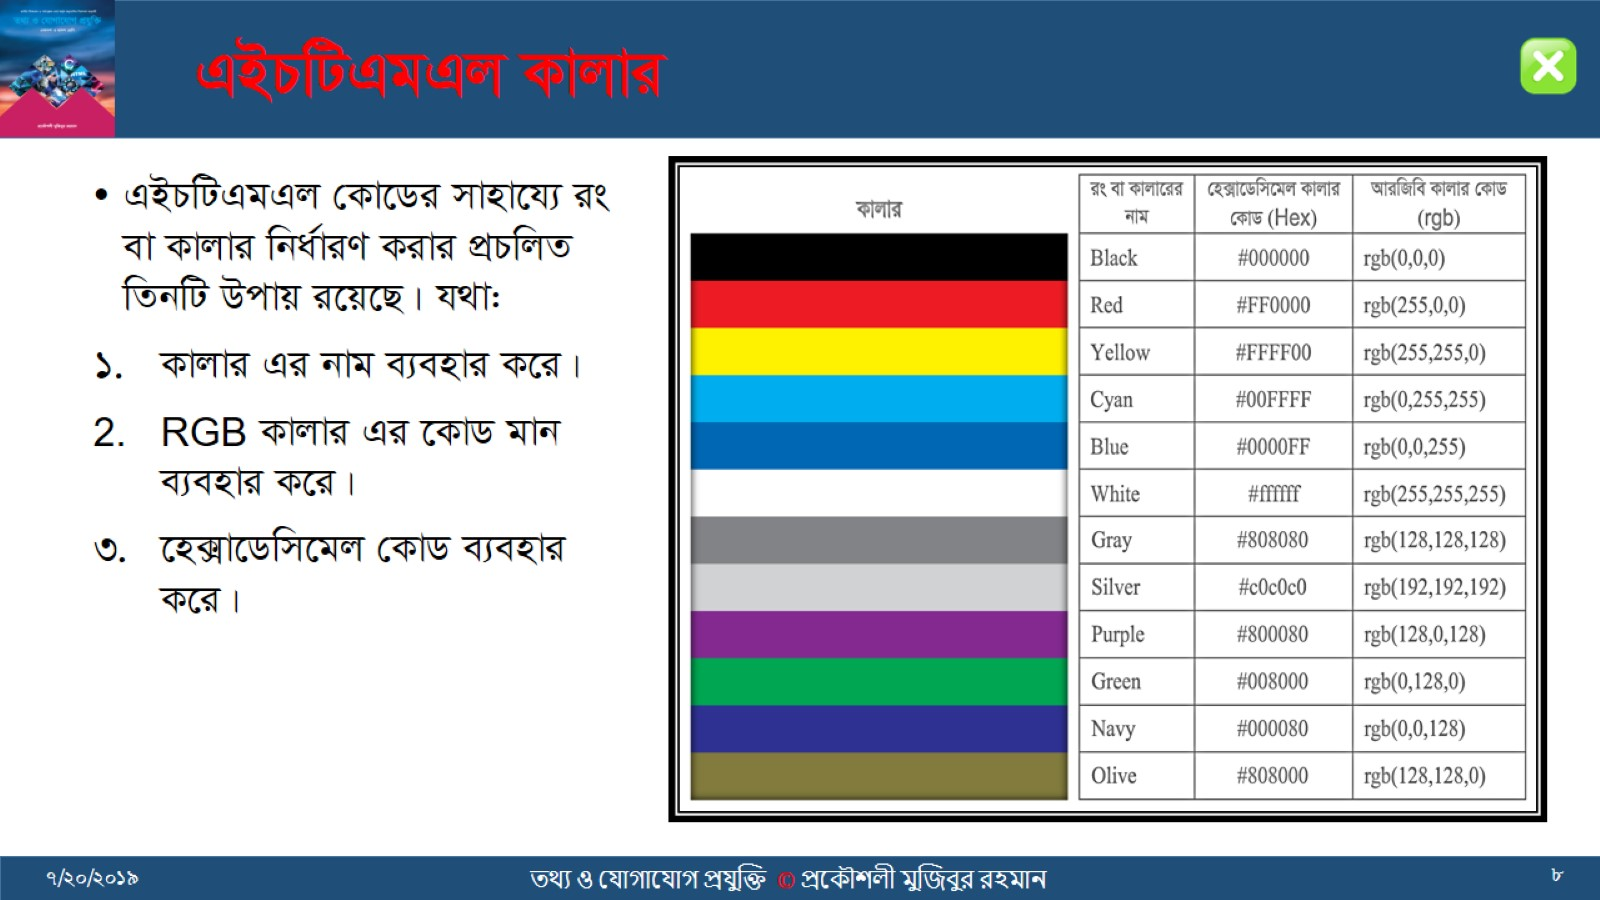 তথ্য ও যোগাযোগ প্রযুক্তি
এইচটিএমএল কালার
• এইচটিএমএল কোডের সাহায্যে রং
বা কালার নির্ধারণ করার প্রচলিত
তিনটি উপায় রয়েছে। যথা:
১. কালার এর নাম ব্যবহার করে।
2. RGB কালার এর কোড মান
ব্যবহার করে।
৩. হেক্সাডেসিমেল কোড ব্যবহার
করে।
কালার
রং বা কালারের নাম
হেক্সাডেসিমেল কালার কোড (Hex)
আরজিবি কালার কোড (rgb)
Black #000000 rgb(0,0,0)
Red #FF0000 rgb(255,0,0)
Yellow #FFFF00 rgb(255,255,0)
Cyan #00FFFF rgb(0,255,255)
Blue #0000FF rgb(0,0,255)
White #ffffff rgb(255,255,255)
Gray #808080 rgb(128,128,128)
Silver #c0c0c0 rgb(192,192,192)
Purple #800080 rgb(128,0,128)
Green #008000 rgb(0,128,0)
Navy #000080 rgb(0,0,128)
Olive #808000 rgb(128,128,0)
৭/২০/২০১৯ তথ্য ও যোগাযোগ প্রযুক্তি © প্রকৌশলী মুজিবুর রহমান ৮